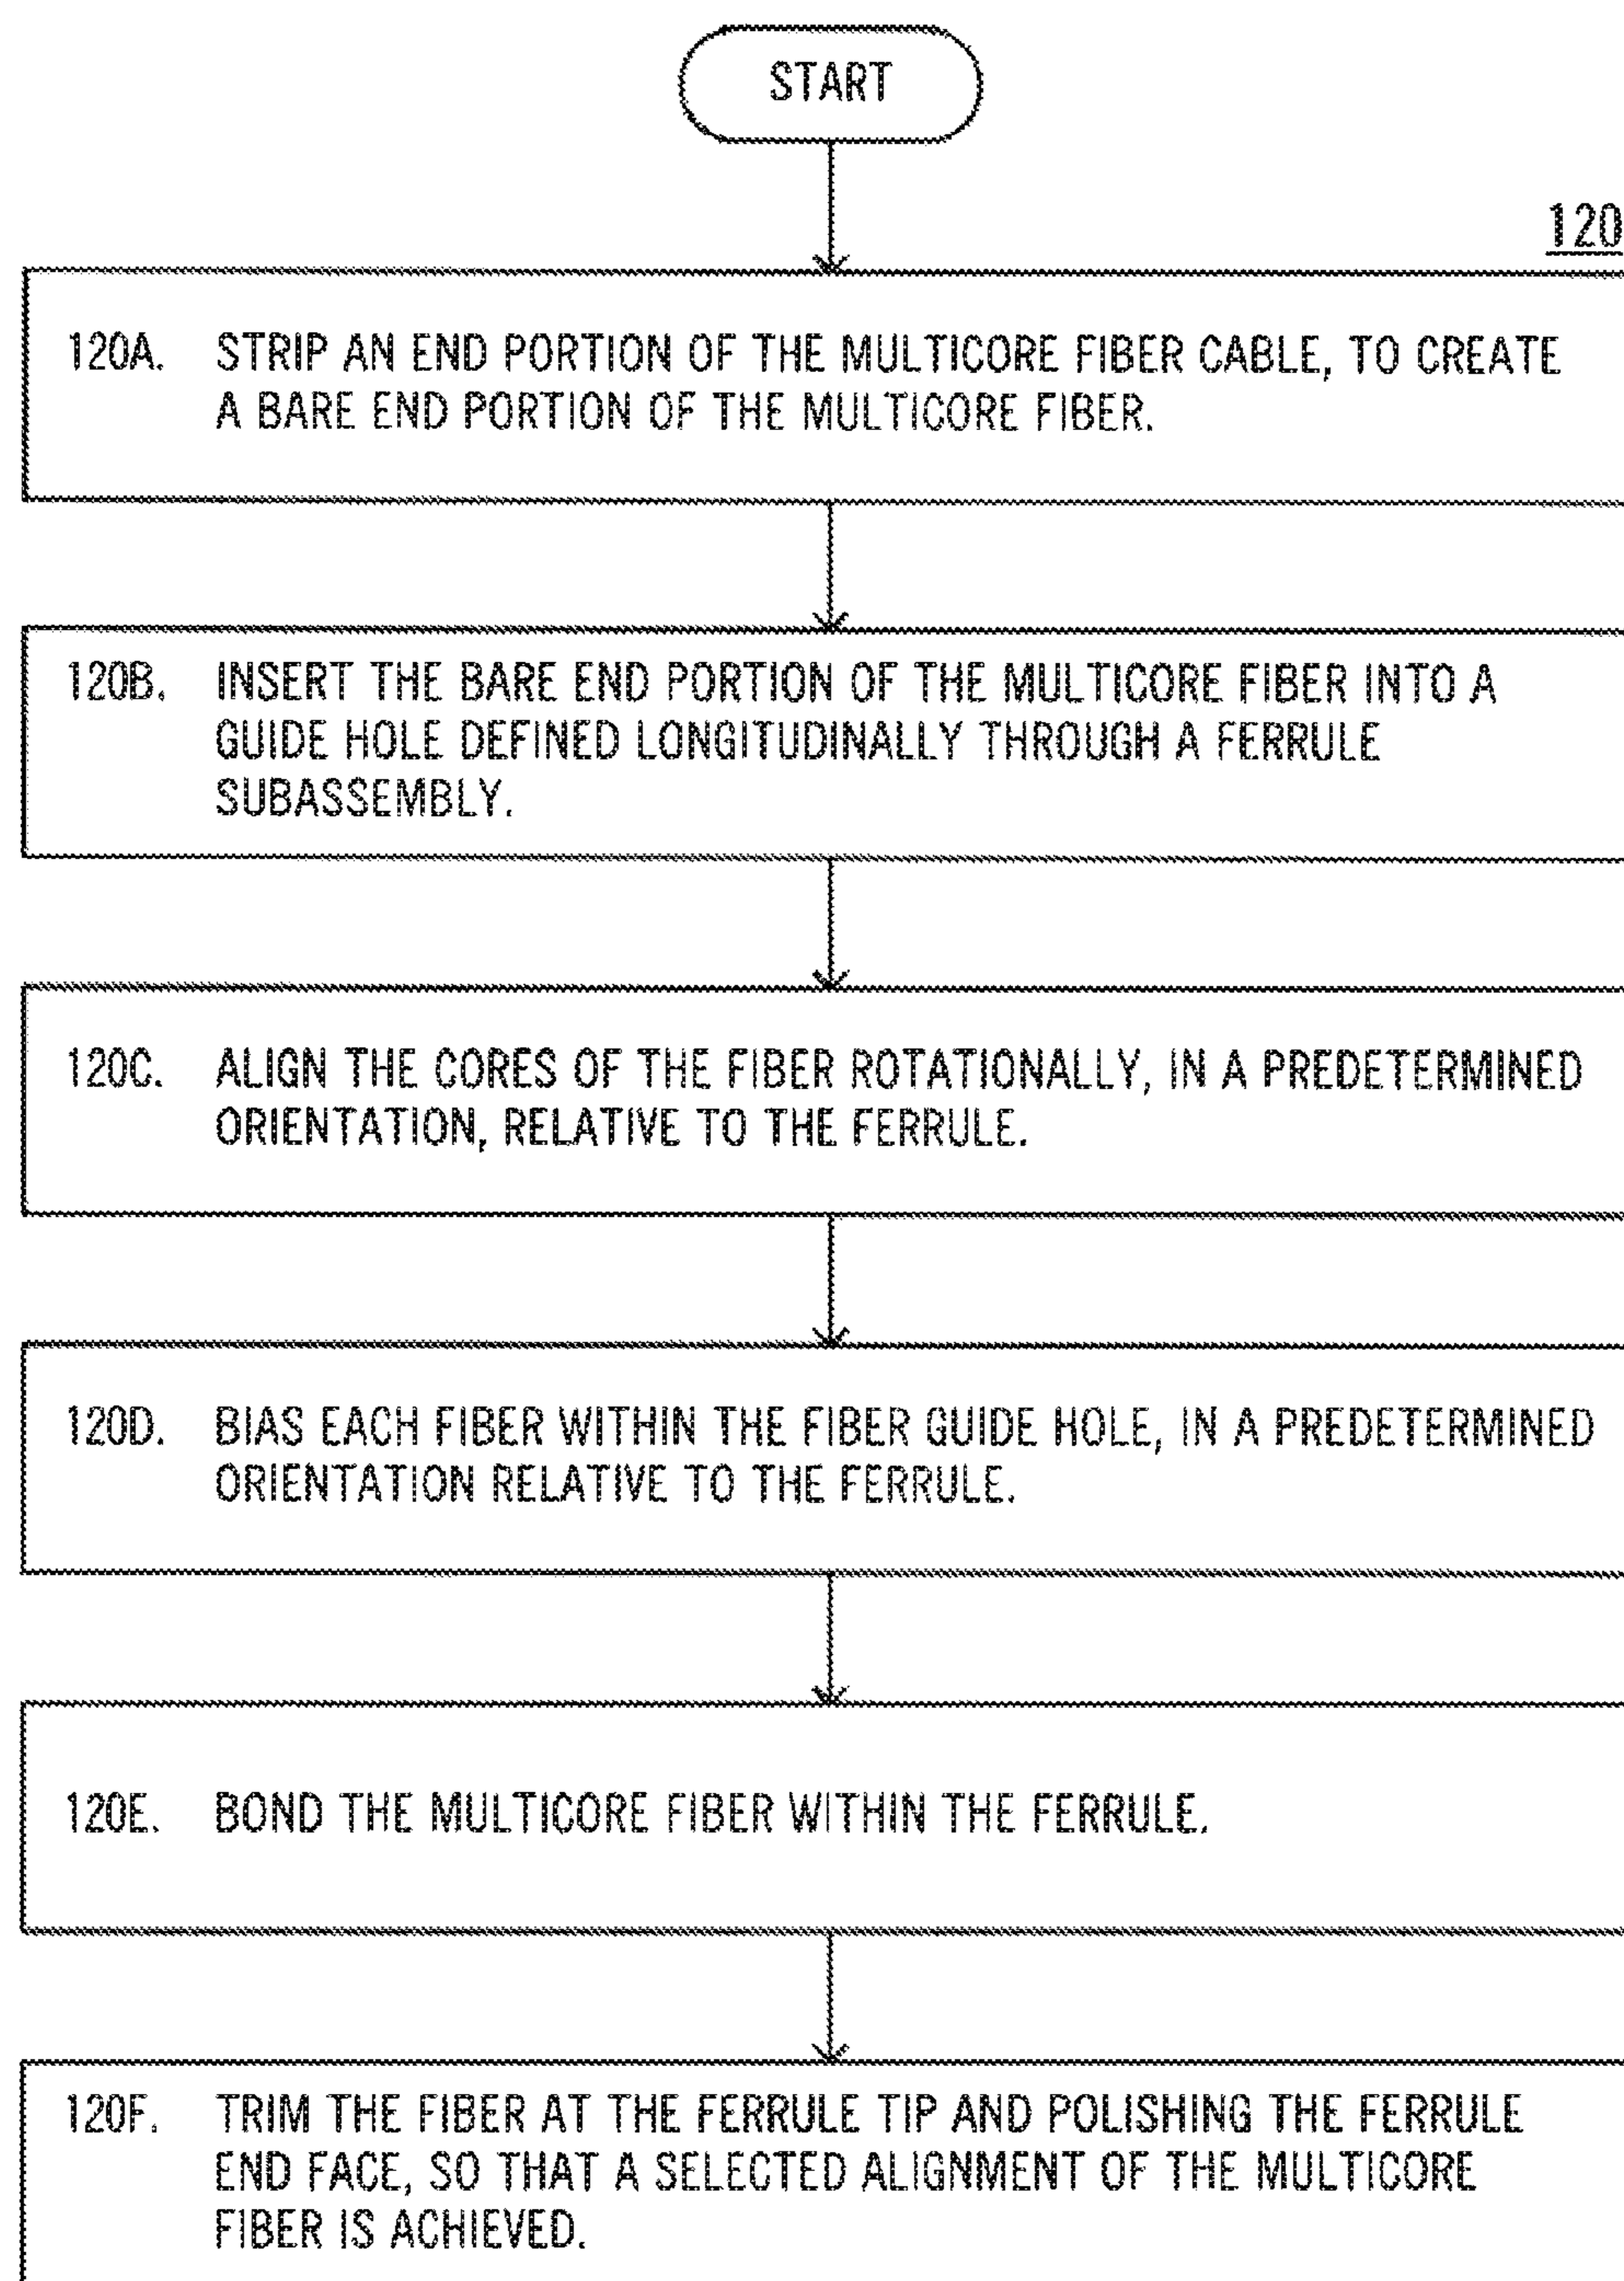 START
120
120A. STRIP AN END PORTION OF THE MULTICORE FIBER CABLE, TO CREATE
A BARE END PORTION OF THE MULTICORE FIBER.
120B. INSERT THE BARE END PORTION OF THE MULTICORE FIBER INTO A
GUIDE HOLE DEFINED LONGITUDINALLY THROUGH A FERRULE
SUBASSEMBLY.
120C. ALIGN THE CORES OF THE FIBER ROTATIONALLY, IN A PREDETERMINED
ORIENTATION, RELATIVE TO THE FERRULE.
120D. BIAS EACH FIBER WITHIN THE FIBER GUIDE HOLE, IN A PREDETERMINED
ORIENTATION RELATIVE TO THE FERRULE.
120E. BOND THE MULTICORE FIBER WITHIN THE FERRULE.
120F. TRIM THE FIBER AT THE FERRULE TIP AND POLISHING THE FERRULE
END FACE, SO THAT A SELECTED ALIGNMENT OF THE MULTICORE
FIBER IS ACHIEVED.